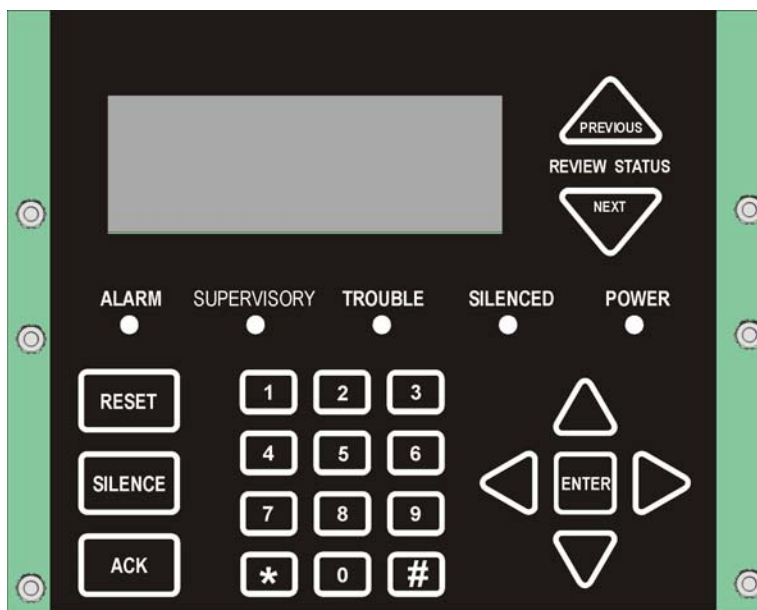 PREVIOUS
REVIEW STATUS
NEXT
ALARM SUPERVISORY TROUBLE SILENCED POWER
RESET 1 2 3
4 5 6
SILENCE ENTER
7 8 9
ACK * 0 #